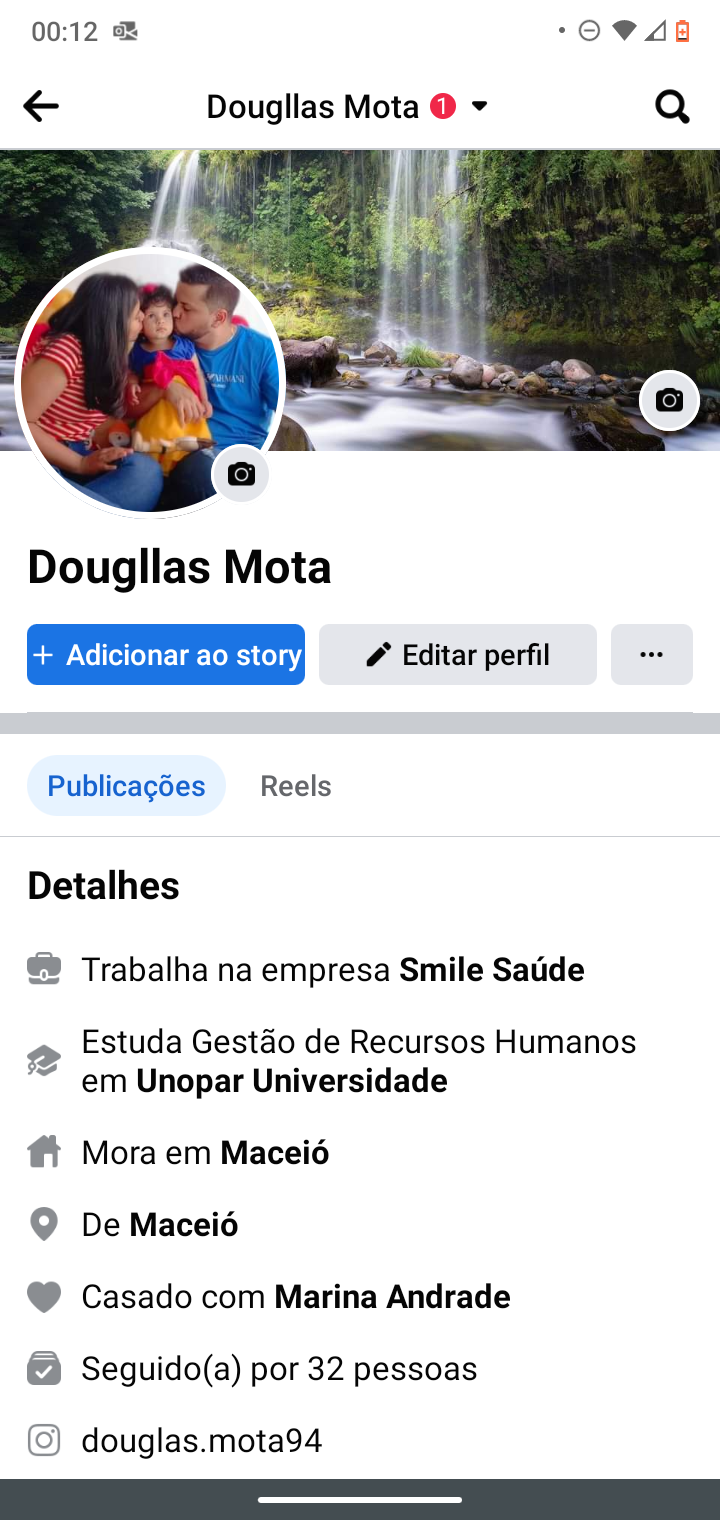 00:12
Dougllas Mota 1
Dougllas Mota
+ Adicionar ao story
Editar perfil
Publicações
Reels
Detalhes
Trabalha na empresa Smile Saúde
Estuda Gestão de Recursos Humanos
em Unopar Universidade
Mora em Maceió
De Maceió
Casado com Marina Andrade
Seguido(a) por 32 pessoas
douglas.mota94